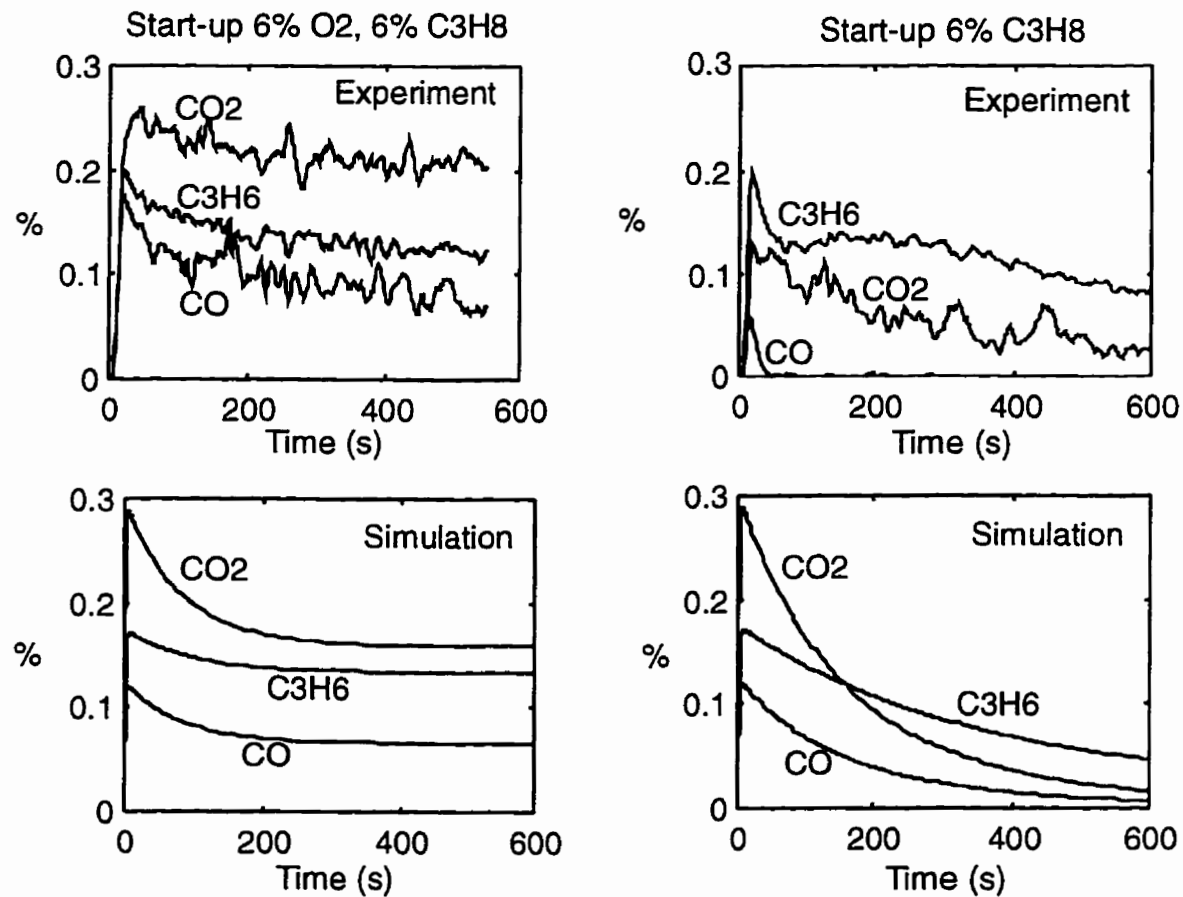 Start-up 6% O2, 6% C3H8
0.3
0.2
0.1
0
%
Experiment
CO2
C3H6
CO
0 200 400 600
Time (s)
Start-up 6% C3H8
0.3
0.2
0.1
0
%
Experiment
C3H6
CO2
CO
0 200 400 600
Time (s)
0.3
0.2
0.1
0
%
Simulation
CO2
C3H6
CO
0 200 400 600
Time (s)
0.3
0.2
0.1
0
%
Simulation
CO2
C3H6
CO
0 200 400 600
Time (s)